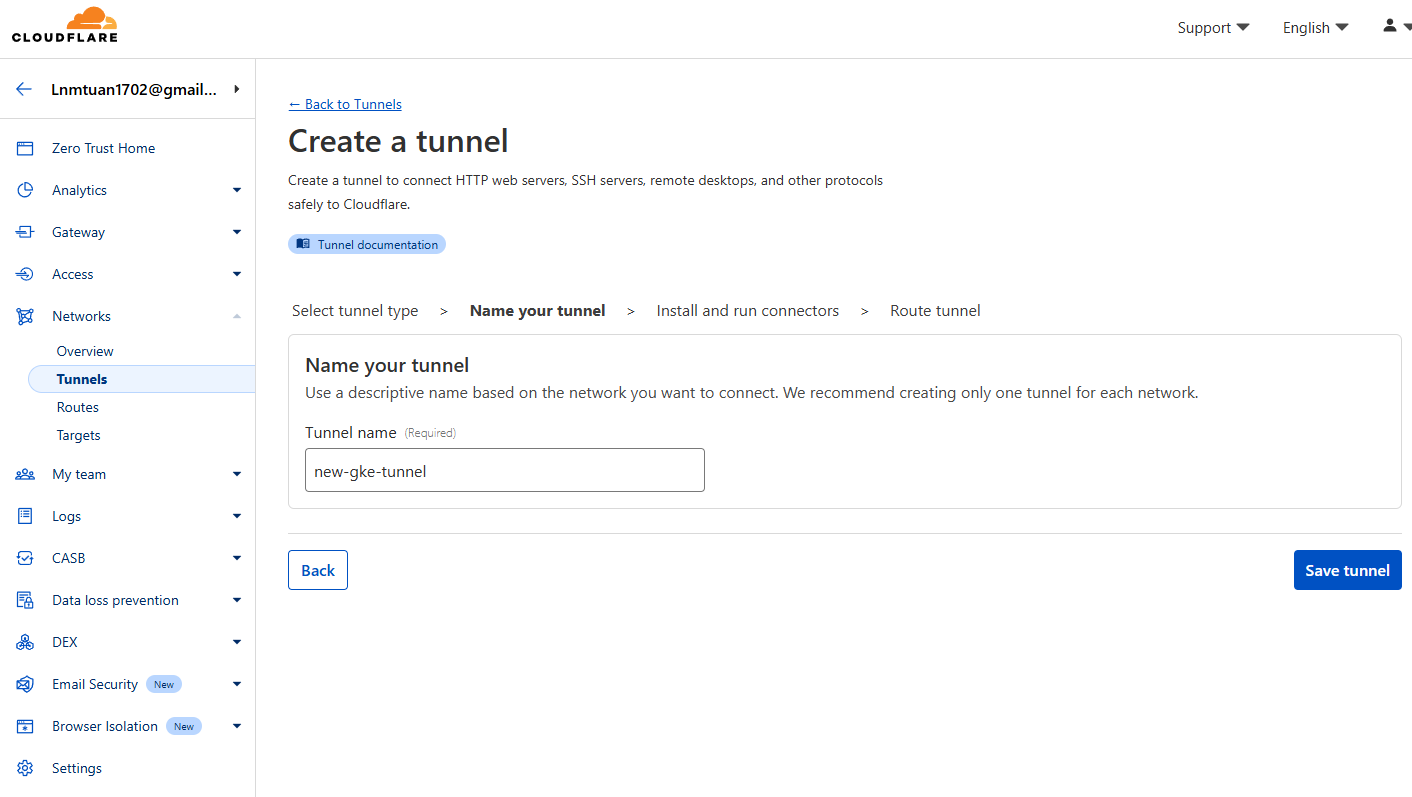 CLOUDFLARE
Support
English
Lnmtuan1702@gmail...
Zero Trust Home
Analytics
Gateway
Access
Networks
Overview
Tunnels
Routes
Targets
My team
Logs
CASB
Data loss prevention
DEX
Email Security New
Browser Isolation New
Settings
← Back to Tunnels
Create a tunnel
Create a tunnel to connect HTTP web servers, SSH servers, remote desktops, and other protocols
safely to Cloudflare.
Tunnel documentation
Select tunnel type > Name your tunnel > Install and run connectors > Route tunnel
Name your tunnel
Use a descriptive name based on the network you want to connect. We recommend creating only one tunnel for each network.
Tunnel name (Required)
new-gke-tunnel
Back
Save tunnel